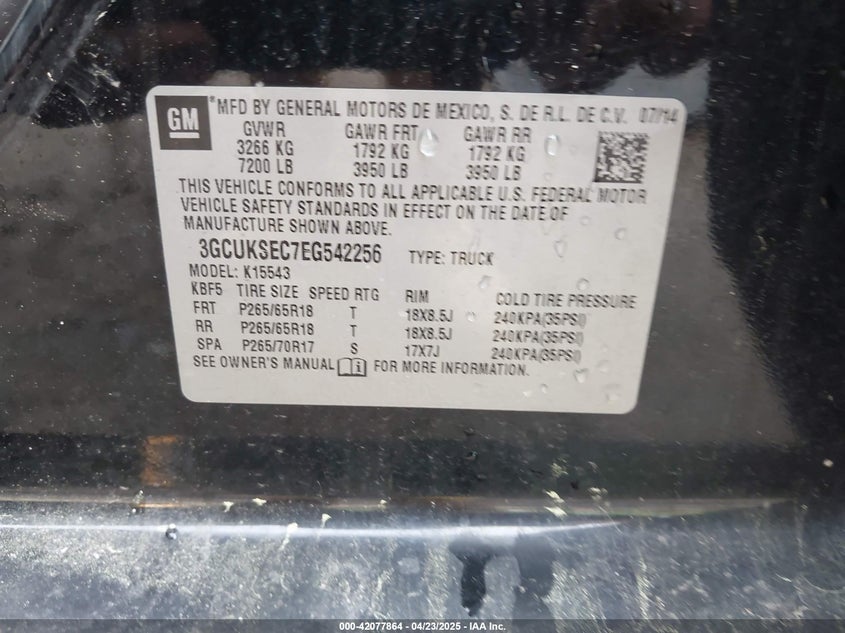 GM ® MFD BY GENERAL MOTORS DE MEXICO, S. DE R.L. DE C.V. 07/14
GVWR GAWR FRT GAWR RR
3266 KG 1792 KG 1792 KG
7200 LB 3950 LB 3950 LB
THIS VEHICLE CONFORMS TO ALL APPLICABLE U.S. FEDERAL MOTOR
VEHICLE SAFETY STANDARDS IN EFFECT ON THE DATE OF
MANUFACTURE SHOWN ABOVE.
3GCUKSEC7EG542256 TYPE: TRUCK
MODEL: K15543
KBF5 TIRE SIZE SPEED RTG RIM COLD TIRE PRESSURE
FRT P265/65R18 T 18X8.5J 240KPA(35PSI)
RR P265/65R18 T 18X8.5J 240KPA(35PSI)
SPA P265/70R17 S 17X7J 240KPA(35PSI)
SEE OWNER'S MANUAL i FOR MORE INFORMATION.
000-42077864 - 04/23/2025 - IAA Inc.